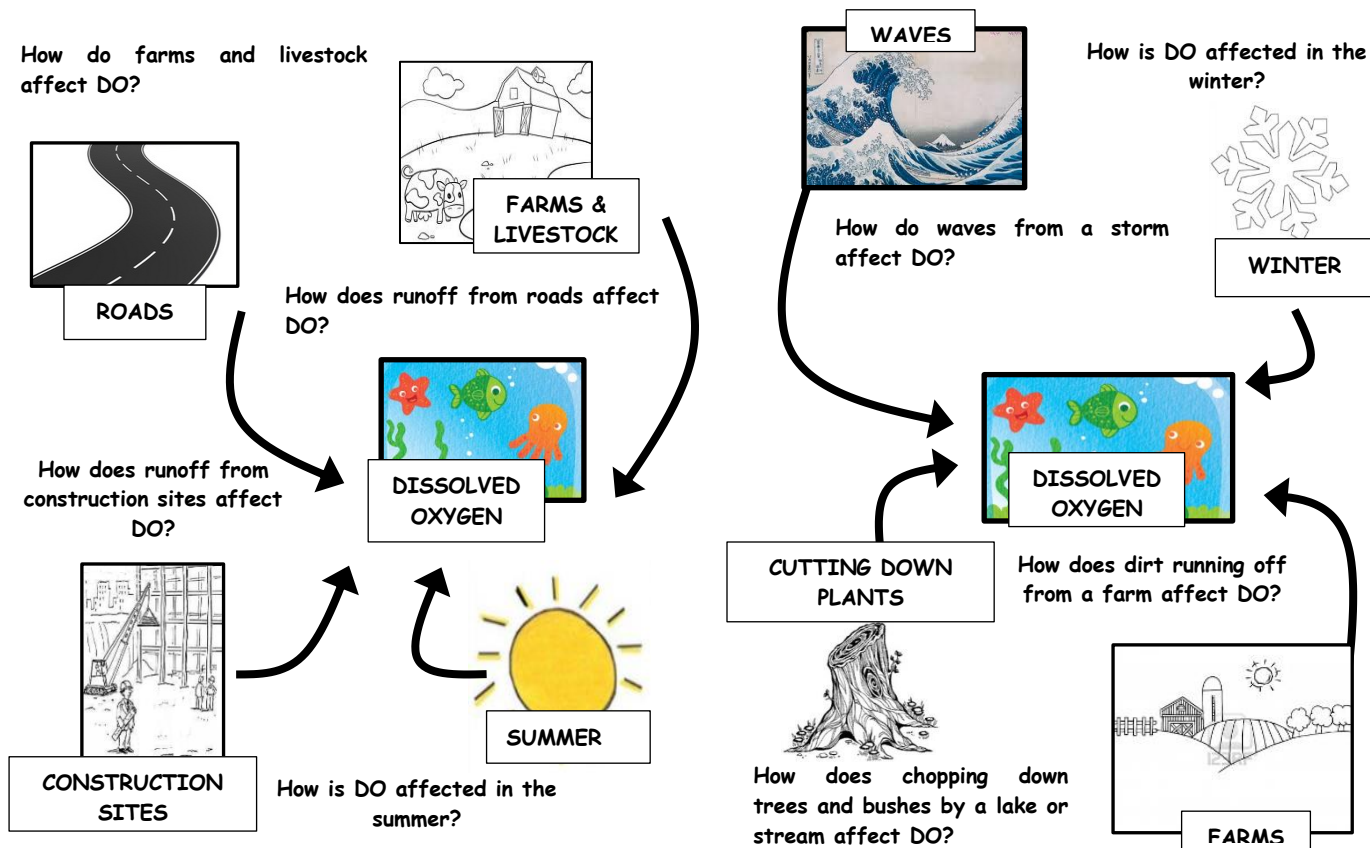 How do farms and livestock
affect DO?
FARMS &
LIVESTOCK
ROADS
How does runoff from roads affect
DO?
DISSOLVED
OXYGEN
How does runoff from
construction sites affect
DO?
CONSTRUCTION
SITES
SUMMER
How is DO affected in the
summer?
WAVES
How is DO affected in the
winter?
How do waves from a storm
affect DO?
WINTER
DISSOLVED
OXYGEN
CUTTING DOWN
PLANTS
How does dirt running off
from a farm affect DO?
How does chopping down
trees and bushes by a lake or
stream affect DO?
FARMS